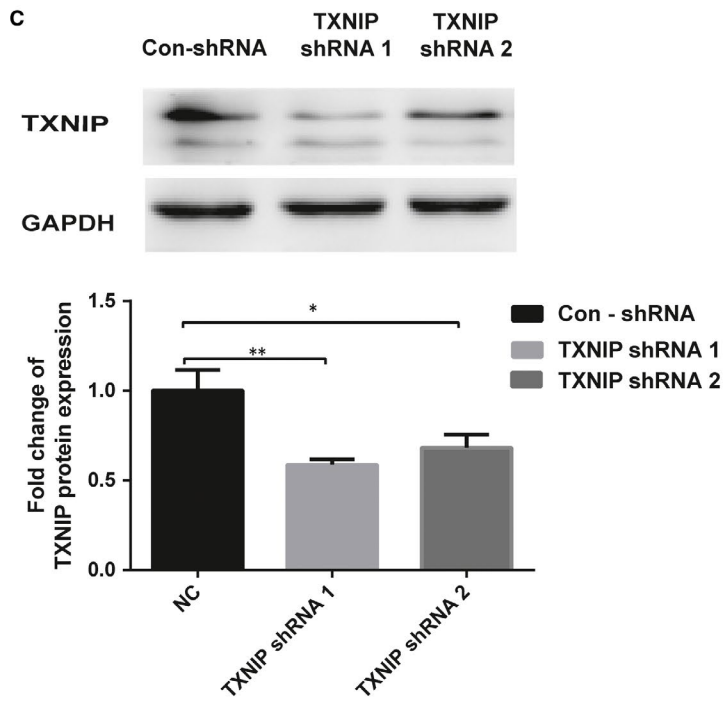 C
Con-shRNA
TXNIP
shRNA 1
TXNIP
shRNA 2
TXNIP
GAPDH
Fold change of
TXNIP protein expression
1.5
1.0
0.5
0.0
*
**
NC
TXNIP shRNA 1
TXNIP shRNA 2
Con - shRNA
TXNIP shRNA 1
TXNIP shRNA 2